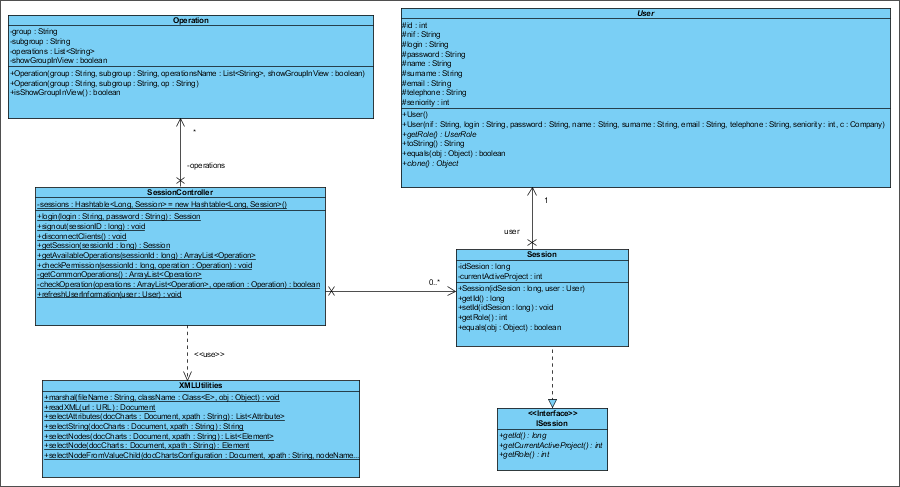 Operation
-group : String
-subgroup : String
-operations : List<String>
-showGroupInView : boolean
+Operation(group : String, subgroup : String, operationsName : List<String>, showGroupInView : boolean)
+Operation(group : String, subgroup : String, op : String)
+isShowGroupInView() : boolean
User
#id : int
#nif : String
#login : String
#password : String
#name : String
#surname : String
#email : String
#telephone : String
#seniority : int
+User()
+User(nif : String, login : String, password : String, name : String, surname : String, email : String, telephone : String, seniority : int, c : Company)
+getRole() : UserRole
+toString() : String
+equals(obj : Object) : boolean
+clone() : Object
*
-operations
1
user
SessionController
-sessions : Hashtable<Long, Session> = new Hashtable<Long, Session>()
+login(login : String, password : String) : Session
+signout(sessionID : long) : void
+disconnectClients() : void
+getSession(sessionId : long) : Session
+getAvailableOperations(sessionId : long) : ArrayList<Operation>
+checkPermission(sessionId : long, operation : Operation) : void
-getCommonOperations() : ArrayList<Operation>
-checkOperation(operations : ArrayList<Operation>, operation : Operation) : boolean
+refreshUserInformation(user : User) : void
0..*
Session
-idSesion : long
-currentActiveProject : int
+Session(idSesion : long, user : User)
+getId() : long
+setId(idSesion : long) : void
+getRole() : int
+equals(obj : Object) : boolean
<<use>>
XMLUtilities
+marshal(fileName : String, className : Class<E>, obj : Object) : void
+readXML(url : URL) : Document
+selectAttributes(docCharts : Document, xpath : String) : List<Attribute>
+selectString(docCharts : Document, xpath : String) : String
+selectNodes(docCharts : Document, xpath : String) : List<Element>
+selectNode(docCharts : Document, xpath : String) : Element
+selectNodeFromValueChild(docChartsConfiguration : Document, xpath : String, nodeName...
<<Interface>>
ISession
+getId() : long
+getCurrentActiveProject() : int
+getRole() : int